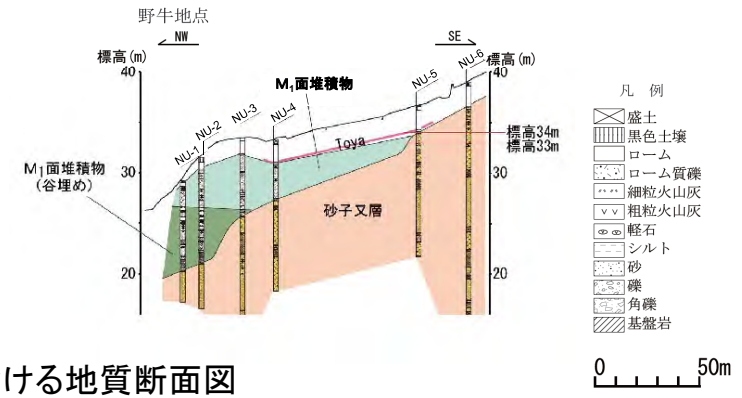 野牛地点
NW
SE
標高(m)
標高(m)
40
40
30
30
20
20
NU-1
NU-2
NU-3
NU-4
NU-5
NU-6
M₁面堆積物
Toya
標高34m
標高33m
M₁面堆積物
(谷埋め)
砂子又層
凡 例
盛土
黒色土壌
ローム
ローム質礫
細粒火山灰
粗粒火山灰
軽石
シルト
砂
礫
角礫
基盤岩
0 50m
ける地質断面図